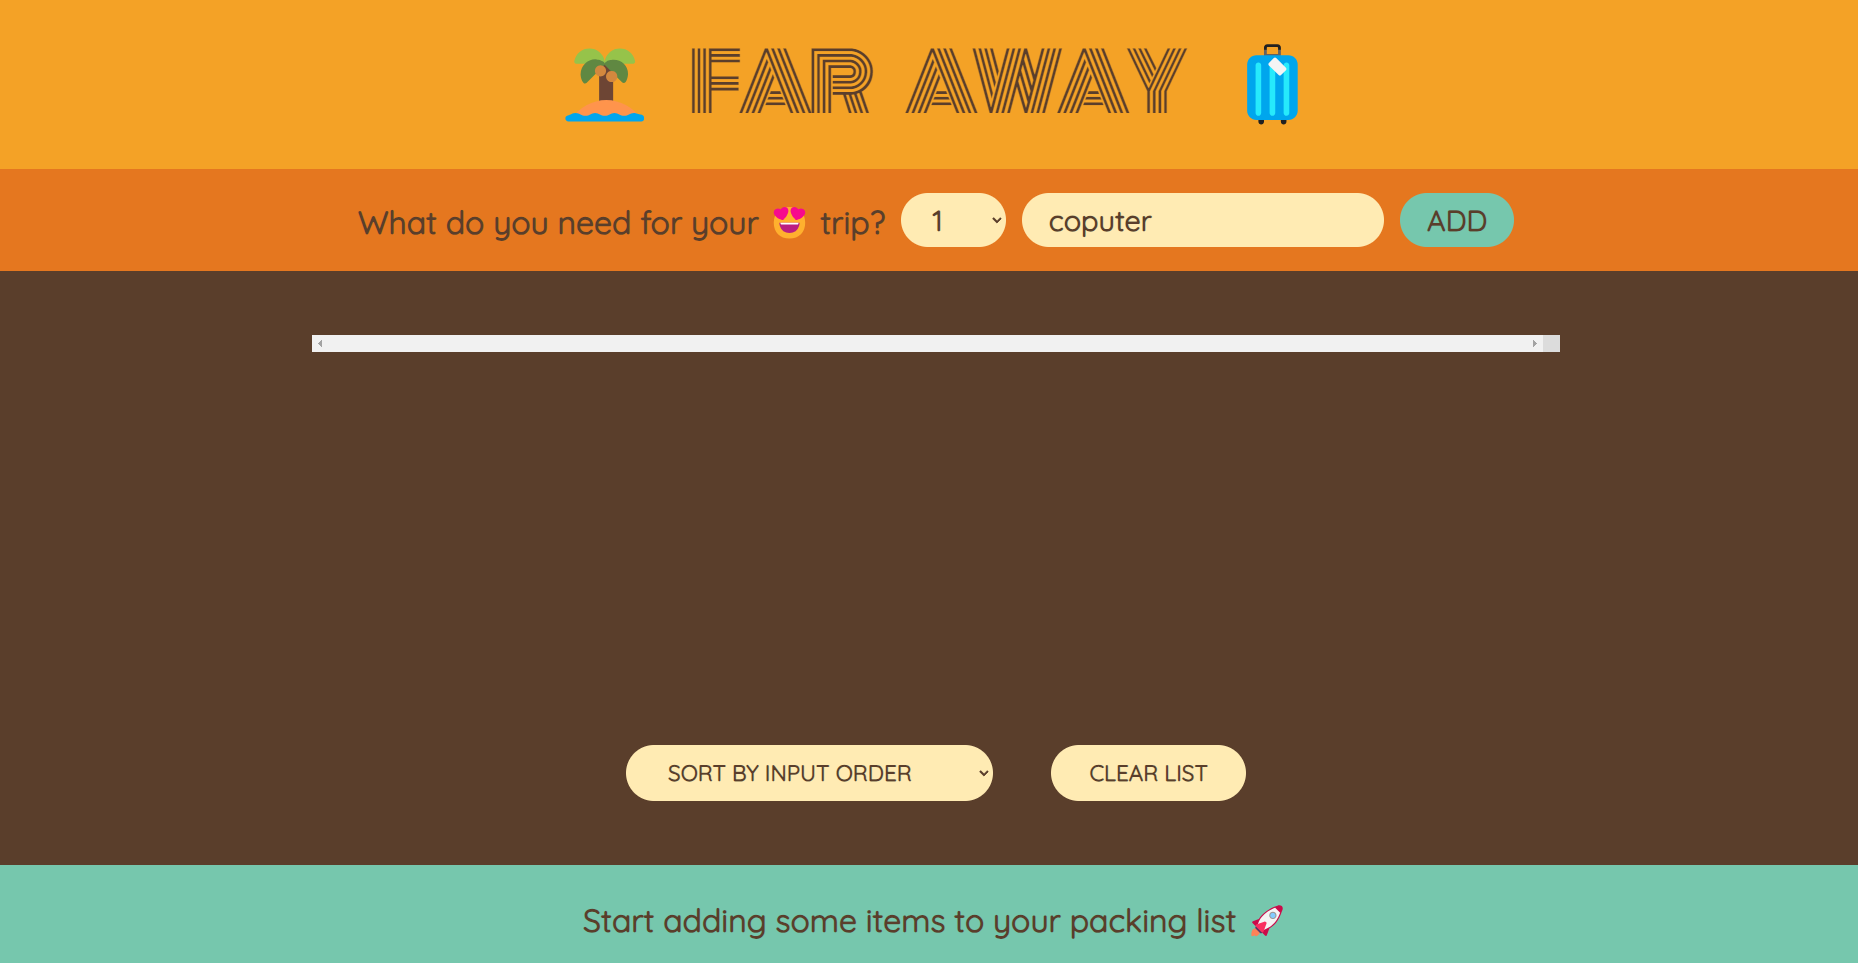 FAR AWAY
What do you need for your 😍 trip? 1 coputer ADD
SORT BY INPUT ORDER CLEAR LIST
Start adding some items to your packing list 🚀